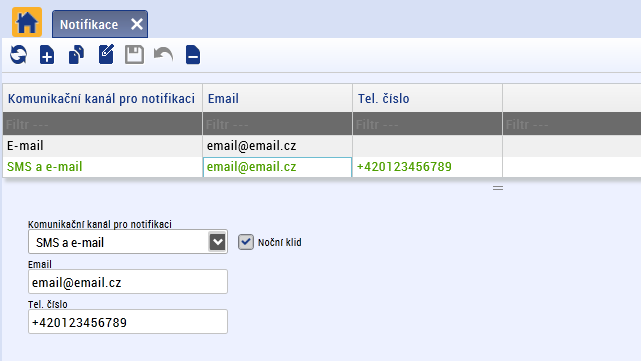 Notifikace
Komunikační kanál pro notifikaci Email Tel. číslo
Filtr --- Filtr --- Filtr --- Filtr ---
E-mail email@email.cz
SMS a e-mail email@email.cz +420123456789
Komunikační kanál pro notifikaci
SMS a e-mail Noční klid
Email
email@email.cz
Tel. číslo
+420123456789